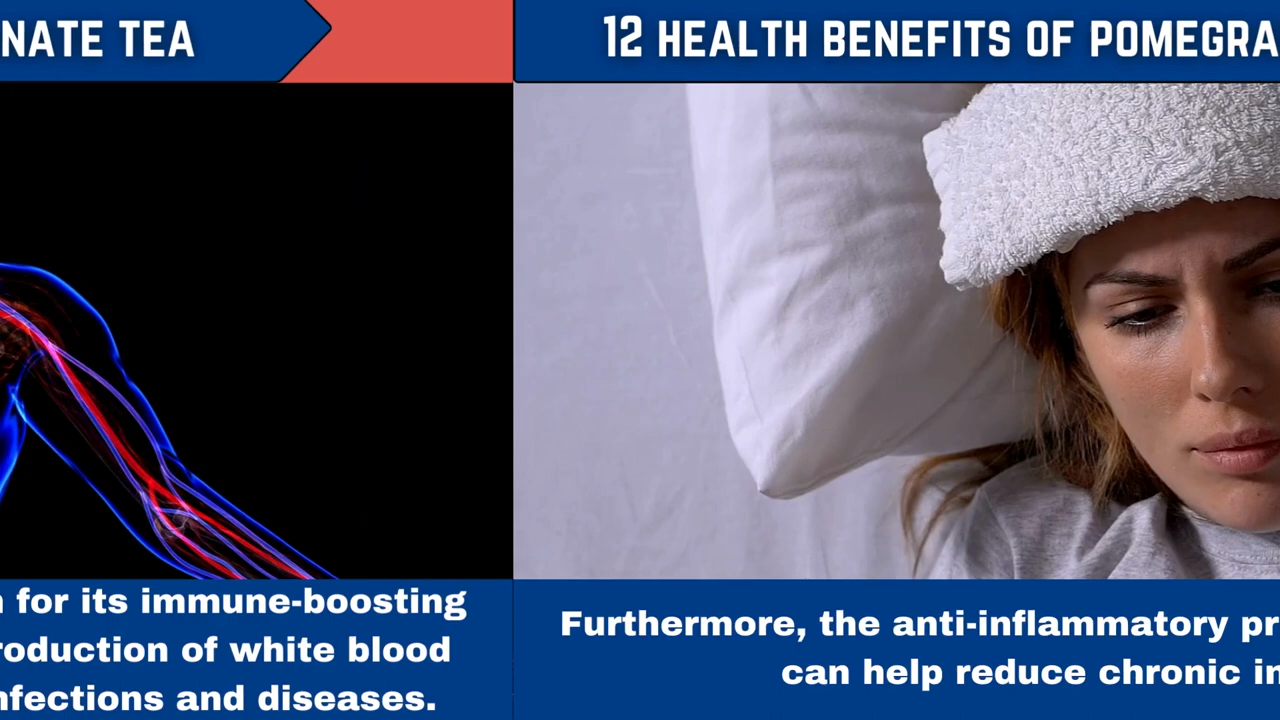 NATE TEA
12 HEALTH BENEFITS OF POMEGRA
for its immune-boosting
roduction of white blood
nfections and diseases.
Furthermore, the anti-inflammatory pr
can help reduce chronic in